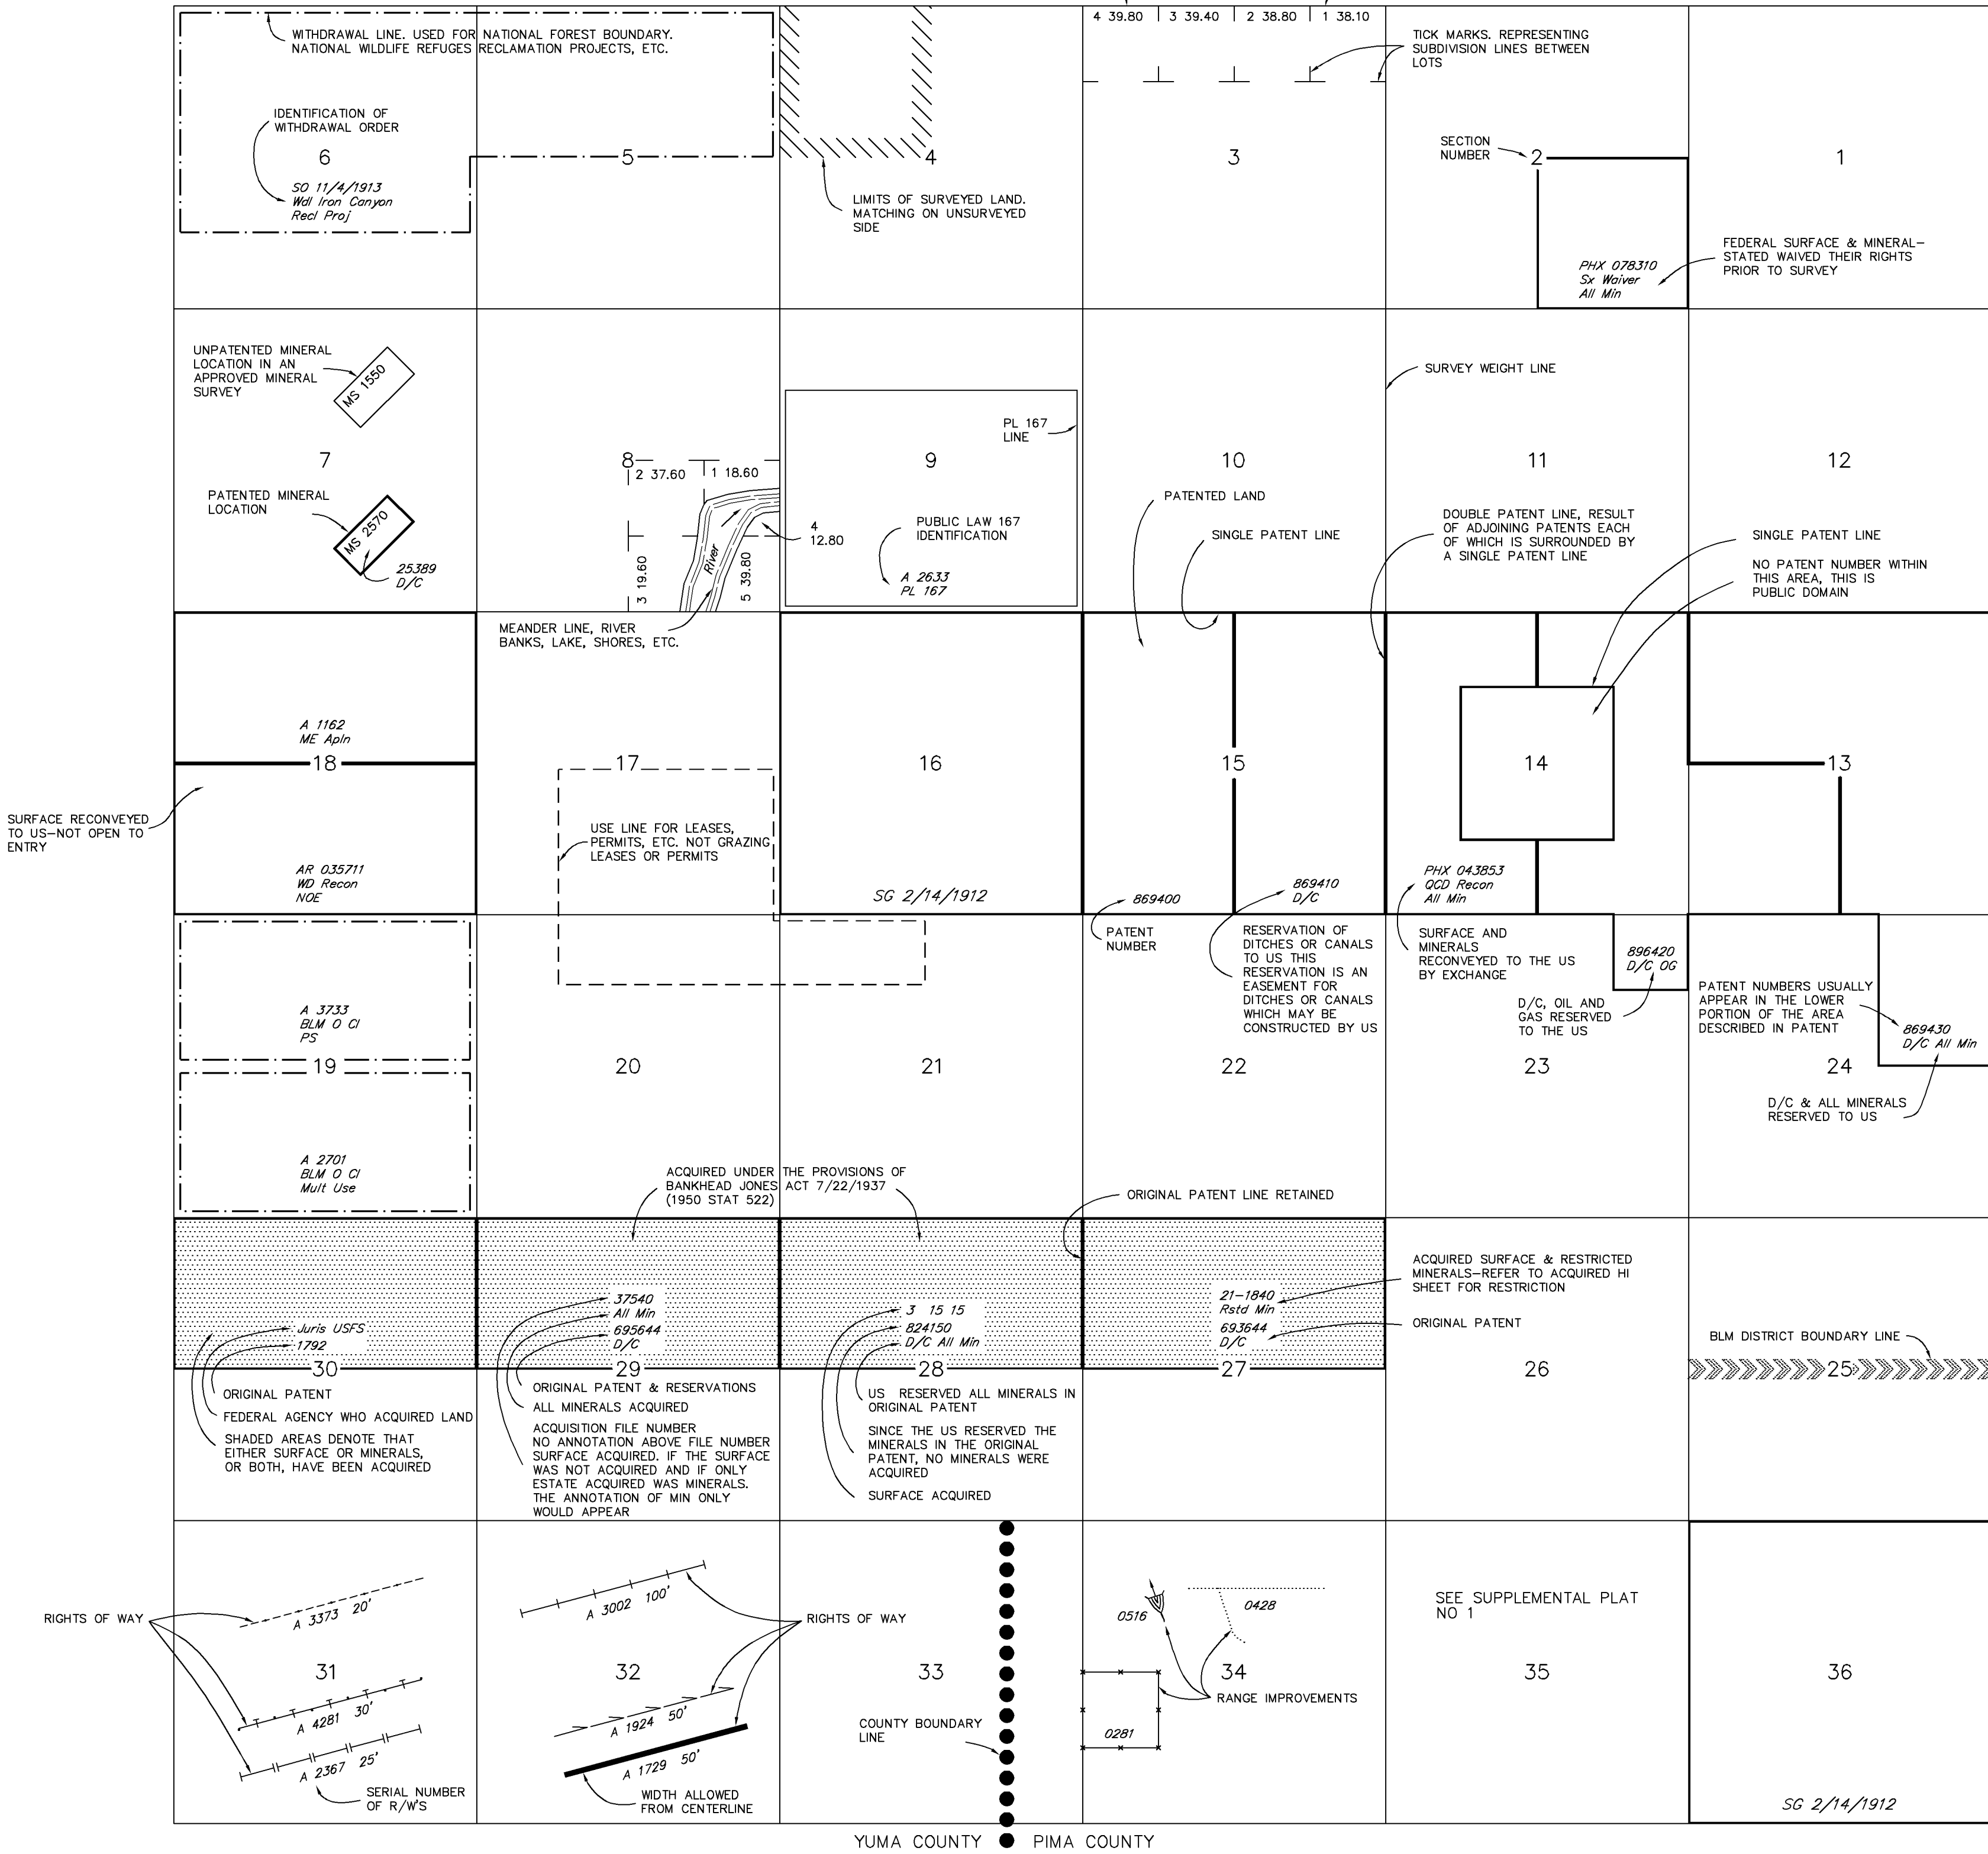 4 39.80
3 39.40
2 38.80
1 38.10
WITHDRAWAL LINE. USED FOR NATIONAL FOREST BOUNDARY.
NATIONAL WILDLIFE REFUGES RECLAMATION PROJECTS, ETC.
IDENTIFICATION OF
WITHDRAWAL ORDER
6
SO 11/4/1913
Wdl Iron Canyon
Recl Proj
5
4
LIMITS OF SURVEYED LAND.
MATCHING ON UNSURVEYED
SIDE
3
TICK MARKS. REPRESENTING
SUBDIVISION LINES BETWEEN
LOTS
SECTION
NUMBER
2
PHX 078310
Sx Waiver
All Min
1
FEDERAL SURFACE & MINERAL-
STATED WAIVED THEIR RIGHTS
PRIOR TO SURVEY
UNPATENTED MINERAL
LOCATION IN AN
APPROVED MINERAL
SURVEY
MS 1550
7
PATENTED MINERAL
LOCATION
MS 2570
25389
D/C
8
2 37.60
1 18.60
4
12.80
3 19.60
River
5 39.80
MEANDER LINE, RIVER
BANKS, LAKE, SHORES, ETC.
PL 167
LINE
9
PUBLIC LAW 167
IDENTIFICATION
A 2633
PL 167
10
PATENTED LAND
SINGLE PATENT LINE
SURVEY WEIGHT LINE
11
DOUBLE PATENT LINE, RESULT
OF ADJOINING PATENTS EACH
OF WHICH IS SURROUNDED BY
A SINGLE PATENT LINE
12
SINGLE PATENT LINE
NO PATENT NUMBER WITHIN
THIS AREA, THIS IS
PUBLIC DOMAIN
A 1162
ME Apln
18
SURFACE RECONVEYED
TO US-NOT OPEN TO
ENTRY
AR 035711
WD Recon
NOE
17
USE LINE FOR LEASES,
PERMITS, ETC. NOT GRAZING
LEASES OR PERMITS
16
SG 2/14/1912
15
869400
869410
D/C
14
PHX 043853
QCD Recon
All Min
13
A 3733
BLM O Cl
PS
19
A 2701
BLM O Cl
Mult Use
20
21
PATENT
NUMBER
RESERVATION OF
DITCHES OR CANALS
TO US THIS
RESERVATION IS AN
EASEMENT FOR
DITCHES OR CANALS
WHICH MAY BE
CONSTRUCTED BY US
22
SURFACE AND
MINERALS
RECONVEYED TO THE US
BY EXCHANGE
896420
D/C OG
D/C, OIL AND
GAS RESERVED
TO THE US
23
PATENT NUMBERS USUALLY
APPEAR IN THE LOWER
PORTION OF THE AREA
DESCRIBED IN PATENT
869430
D/C All Min
24
D/C & ALL MINERALS
RESERVED TO US
ACQUIRED UNDER THE PROVISIONS OF
BANKHEAD JONES ACT 7/22/1937
(1950 STAT 522)
ORIGINAL PATENT LINE RETAINED
Juris USFS
1792
30
ORIGINAL PATENT
FEDERAL AGENCY WHO ACQUIRED LAND
SHADED AREAS DENOTE THAT
EITHER SURFACE OR MINERALS,
OR BOTH, HAVE BEEN ACQUIRED
37540
All Min
695644
D/C
29
ORIGINAL PATENT & RESERVATIONS
ALL MINERALS ACQUIRED
ACQUISITION FILE NUMBER
NO ANNOTATION ABOVE FILE NUMBER
SURFACE ACQUIRED. IF THE SURFACE
WAS NOT ACQUIRED AND IF ONLY
ESTATE ACQUIRED WAS MINERALS.
THE ANNOTATION OF MIN ONLY
WOULD APPEAR
3 15 15
824150
D/C All Min
28
US RESERVED ALL MINERALS IN
ORIGINAL PATENT
SINCE THE US RESERVED THE
MINERALS IN THE ORIGINAL
PATENT, NO MINERALS WERE
ACQUIRED
SURFACE ACQUIRED
21-1840
Rstd Min
693644
D/C
27
ACQUIRED SURFACE & RESTRICTED
MINERALS-REFER TO ACQUIRED HI
SHEET FOR RESTRICTION
ORIGINAL PATENT
26
BLM DISTRICT BOUNDARY LINE
25
RIGHTS OF WAY
A 3373 20'
31
A 4281 30'
A 2367 25'
SERIAL NUMBER
OF R/W'S
A 3002 100'
RIGHTS OF WAY
32
A 1924 50'
A 1729 50'
WIDTH ALLOWED
FROM CENTERLINE
33
COUNTY BOUNDARY
LINE
0516
0428
34
RANGE IMPROVEMENTS
0281
SEE SUPPLEMENTAL PLAT
NO 1
35
36
SG 2/14/1912
YUMA COUNTY
PIMA COUNTY